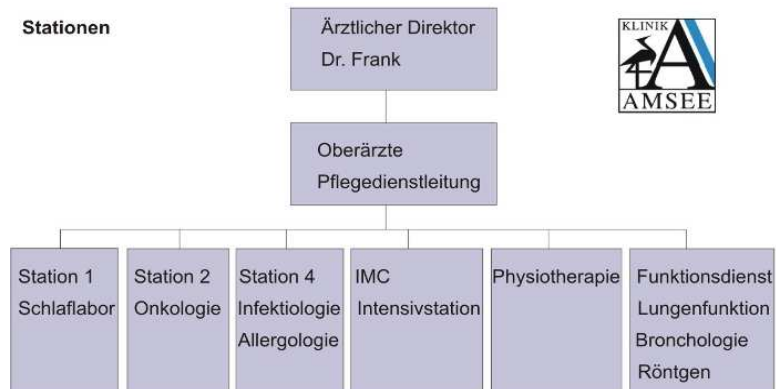 Stationen
Ärztlicher Direktor
Dr. Frank
KLINIK
AMSEE
Oberärzte
Pflegedienstleitung
Station 1
Schlaflabor
Station 2
Onkologie
Station 4
Infektiologie
Allergologie
IMC
Intensivstation
Physiotherapie
Funktionsdienst
Lungenfunktion
Bronchologie
Röntgen